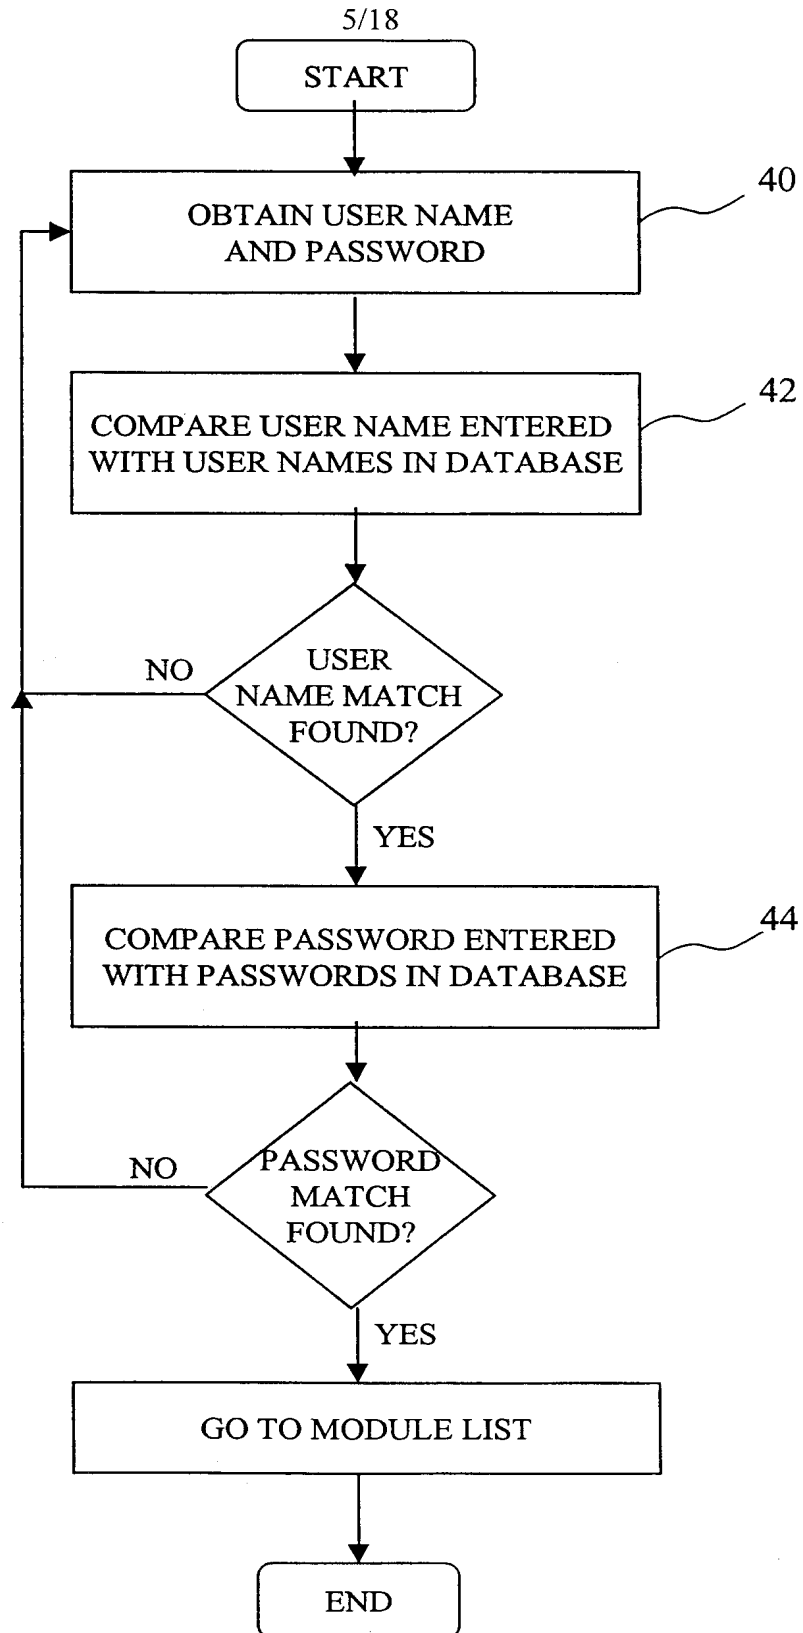 5/18
START
40
OBTAIN USER NAME
AND PASSWORD
42
COMPARE USER NAME ENTERED
WITH USER NAMES IN DATABASE
NO
USER
NAME MATCH
FOUND?
YES
44
COMPARE PASSWORD ENTERED
WITH PASSWORDS IN DATABASE
NO
PASSWORD
MATCH
FOUND?
YES
GO TO MODULE LIST
END